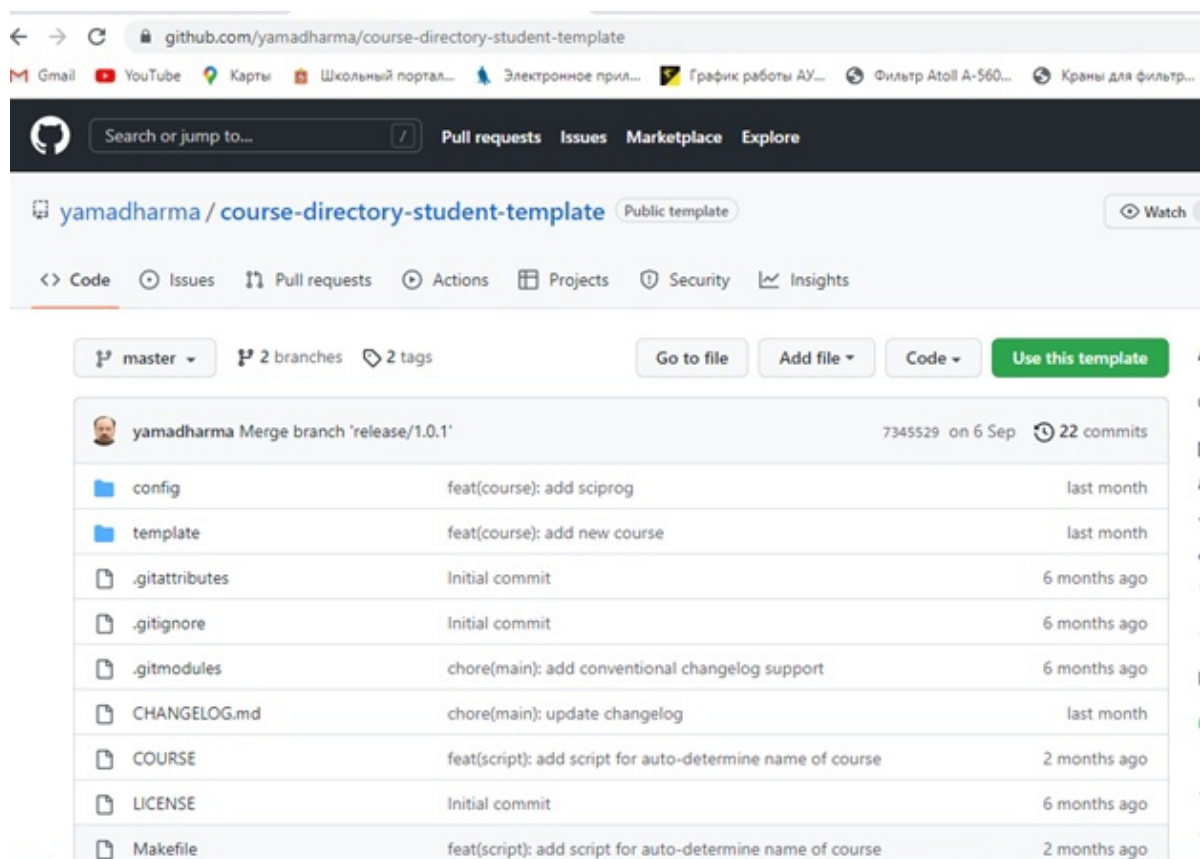 github.com/yamadharma/course-directory-student-template
Gmail YouTube Карты Школьный портал... Электронное прил... График работы АУ... Фильтр Atoll A-560... Краны для фильтр...
Search or jump to... / Pull requests Issues Marketplace Explore
yamadharma / course-directory-student-template Public template Watch
<> Code Issues Pull requests Actions Projects Security Insights
master 2 branches 2 tags Go to file Add file Code Use this template
yamadharma Merge branch 'release/1.0.1' 7345529 on 6 Sep 22 commits
config feat(course): add sciprog last month
template feat(course): add new course last month
.gitattributes Initial commit 6 months ago
.gitignore Initial commit 6 months ago
.gitmodules chore(main): add conventional changelog support 6 months ago
CHANGELOG.md chore(main): update changelog last month
COURSE feat(script): add script for auto-determine name of course 2 months ago
LICENSE Initial commit 6 months ago
Makefile feat(script): add script for auto-determine name of course 2 months ago